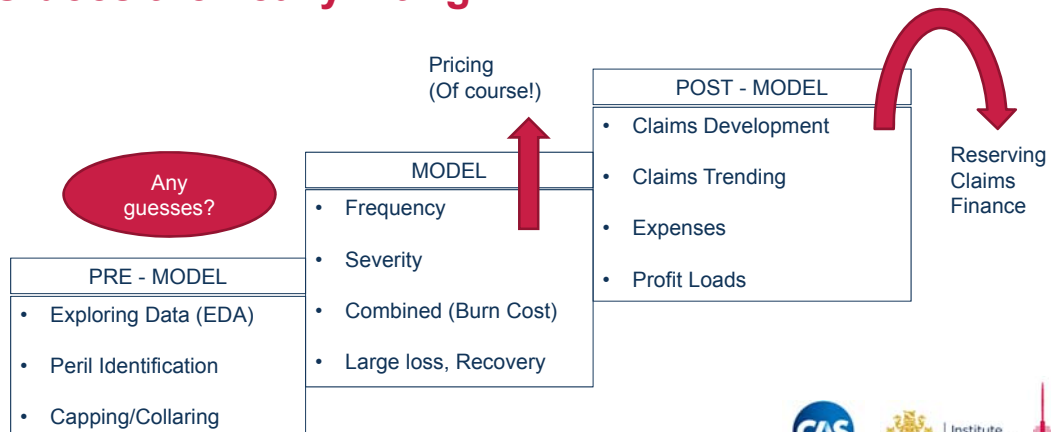 Pricing
(Of course!)
POST - MODEL
• Claims Development
• Claims Trending
• Expenses
• Profit Loads
Reserving
Claims
Finance
MODEL
• Frequency
• Severity
• Combined (Burn Cost)
• Large loss, Recovery
Any
guesses?
PRE - MODEL
• Exploring Data (EDA)
• Peril Identification
• Capping/Collaring
CAS
Institute